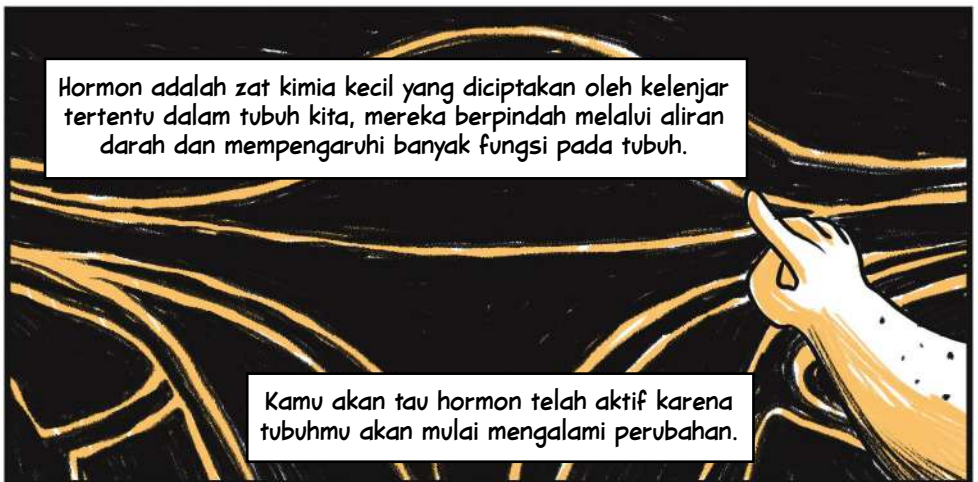 Hormon adalah zat kimia kecil yang diciptakan oleh kelenjar
tertentu dalam tubuh kita, mereka berpindah melalui aliran
darah dan mempengaruhi banyak fungsi pada tubuh.
Kamu akan tau hormon telah aktif karena
tubuhmu akan mulai mengalami perubahan.